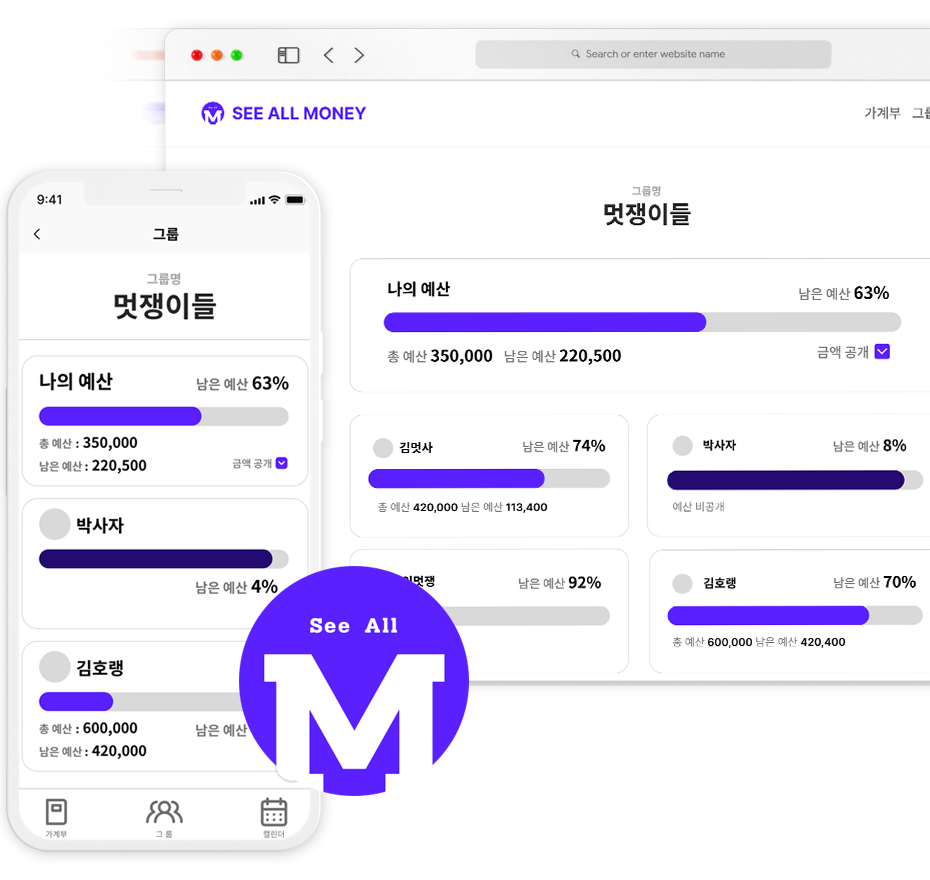 Search or enter website name
SEE ALL MONEY
가계부
그룹명
멋쟁이들
나의 예산
남은 예산 63%
총 예산 350,000 남은 예산 220,500
금액 공개
김멋사
남은 예산 74%
총 예산 420,000 남은 예산 113,400
박사자
남은 예산 8%
예산 비공개
남은 예산 92%
김호랭
남은 예산 70%
총 예산 600,000 남은 예산 420,400
9:41
그룹
그룹명
멋쟁이들
나의 예산
남은 예산 63%
총 예산 : 350,000
남은 예산 : 220,500
금액 공개
박사자
남은 예산 4%
김호랭
총 예산 : 600,000
남은 예산
남은 예산 : 420,000
가계부
그 룹
캘린더
See All
M